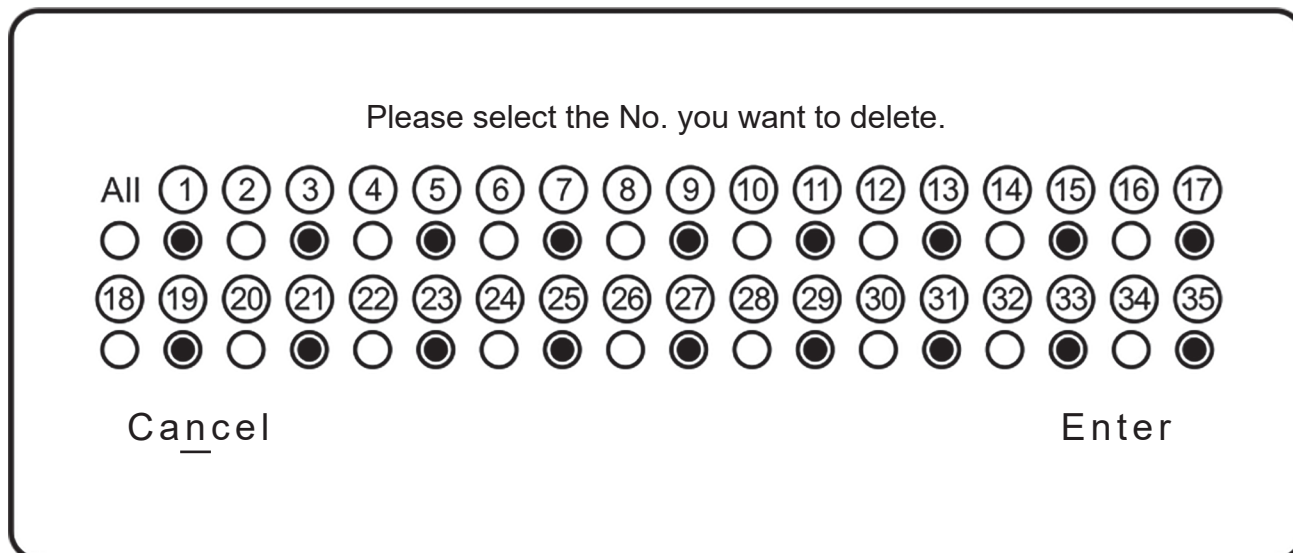 Please select the No. you want to delete.
All 1 2 3 4 5 6 7 8 9 10 11 12 13 14 15 16 17
18 19 20 21 22 23 24 25 26 27 28 29 30 31 32 33 34 35
Cancel Enter